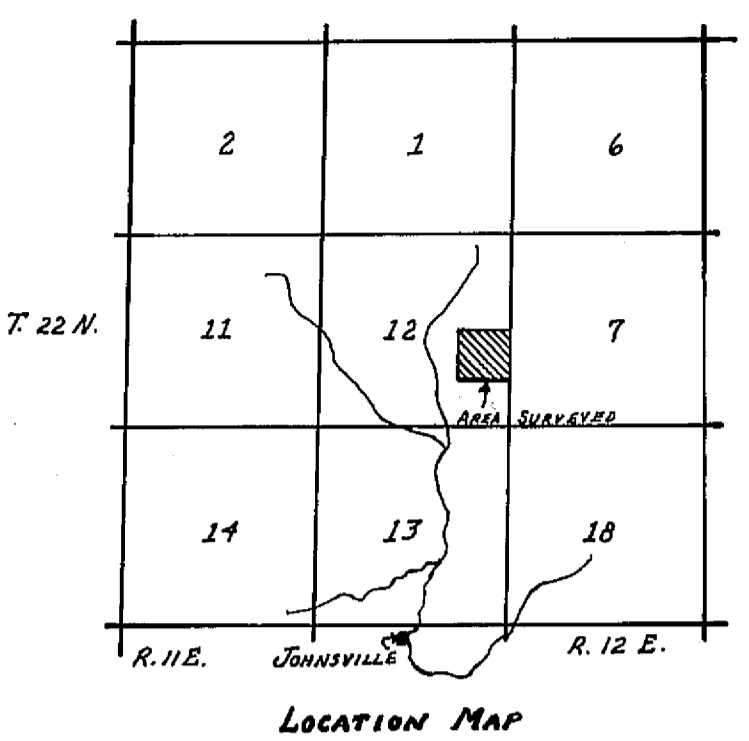 2 1 6
T. 22 N. 11 12 7
AREA SURVEYED
14 13 18
R. 11 E. JOHNSVILLE R. 12 E.
LOCATION MAP